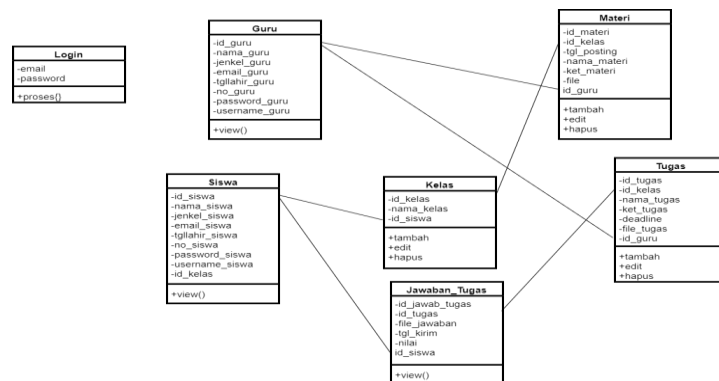 Login
-email
-password
+proses()
Guru
-id_guru
-nama_guru
-jenkel_guru
-email_guru
-tgllahir_guru
-no_guru
-password_guru
-username_guru
+view()
Materi
-id_materi
-id_kelas
-tgl_posting
-nama_materi
-ket_materi
-file
id_guru
+tambah
+edit
+hapus
Siswa
-id_siswa
-nama_siswa
-jenkel_siswa
-email_siswa
-tgllahir_siswa
-no_siswa
-password_siswa
-username_siswa
-id_kelas
+view()
Kelas
-id_kelas
-nama_kelas
-id_siswa
+tambah
+edit
+hapus
Tugas
-id_tugas
-id_kelas
-nama_tugas
-ket_tugas
-deadline
-file_tugas
-id_guru
+tambah
+edit
+hapus
Jawaban_Tugas
-id_jawab_tugas
-id_tugas
-file_jawaban
-tgl_kirim
-nilai
id_siswa
+view()